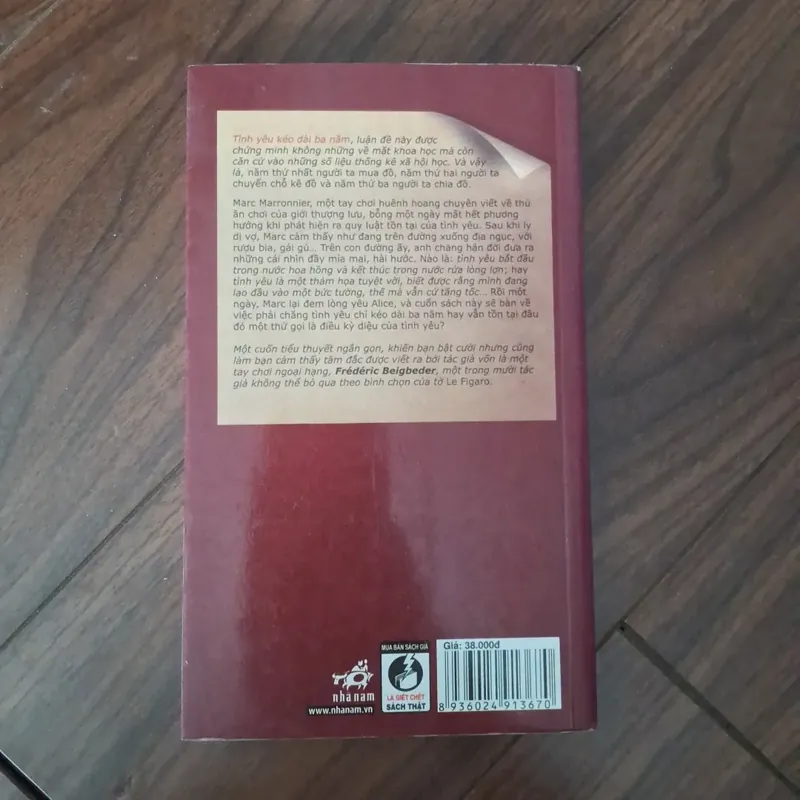 Tình yêu kéo dài ba năm, luận đề này được
chứng minh không những về mặt khoa học mà còn
căn cứ vào những số liệu thống kê xã hội học. Và vậy
là, năm thứ nhất người ta mua đồ, năm thứ hai người ta
chuyển chỗ kê đồ và năm thứ ba người ta chia đồ.
Marc Marronnier, một tay chơi huênh hoang chuyên viết về thú
ăn chơi của giới thượng lưu, bỗng một ngày mất hết phương
hướng khi phát hiện ra quy luật tồn tại của tình yêu. Sau khi ly
dị vợ, Marc cảm thấy như đang trên đường xuống địa ngục, với
rượu bia, gái gú... Trên con đường ấy, anh chàng hắn đời đưa ra
những cái nhìn đầy mỉa mai, hài hước. Nào là: tình yêu bắt đầu
trong nước hoa hồng và kết thúc trong nước rửa lòng lợn; hay
tình yêu là một thảm họa tuyệt vời, biết được rằng mình đang
lao đầu vào một bức tường, thế mà vẫn cứ tăng tốc... Rồi một
ngày, Marc lại đem lòng yêu Alice, và cuốn sách này sẽ bàn về
việc phải chăng tình yêu chỉ kéo dài ba năm hay vẫn tồn tại đâu
đó một thứ gọi là điều kỳ diệu của tình yêu?
Một cuốn tiểu thuyết ngắn gọn, khiến bạn bật cười nhưng cũng
làm bạn cảm thấy tâm đắc được viết ra bởi tác giả vốn là một
tay chơi ngoại hạng, Frédéric Beigbeder, một trong mười tác
giả không thể bỏ qua theo bình chọn của tờ Le Figaro.
nhã nam
www.nhanam.vn
MUA BÁN SÁCH GIẢ
LÀ GIẾT CHẾT
SÁCH THẬT
Giá: 38.000đ
8 936024 913670